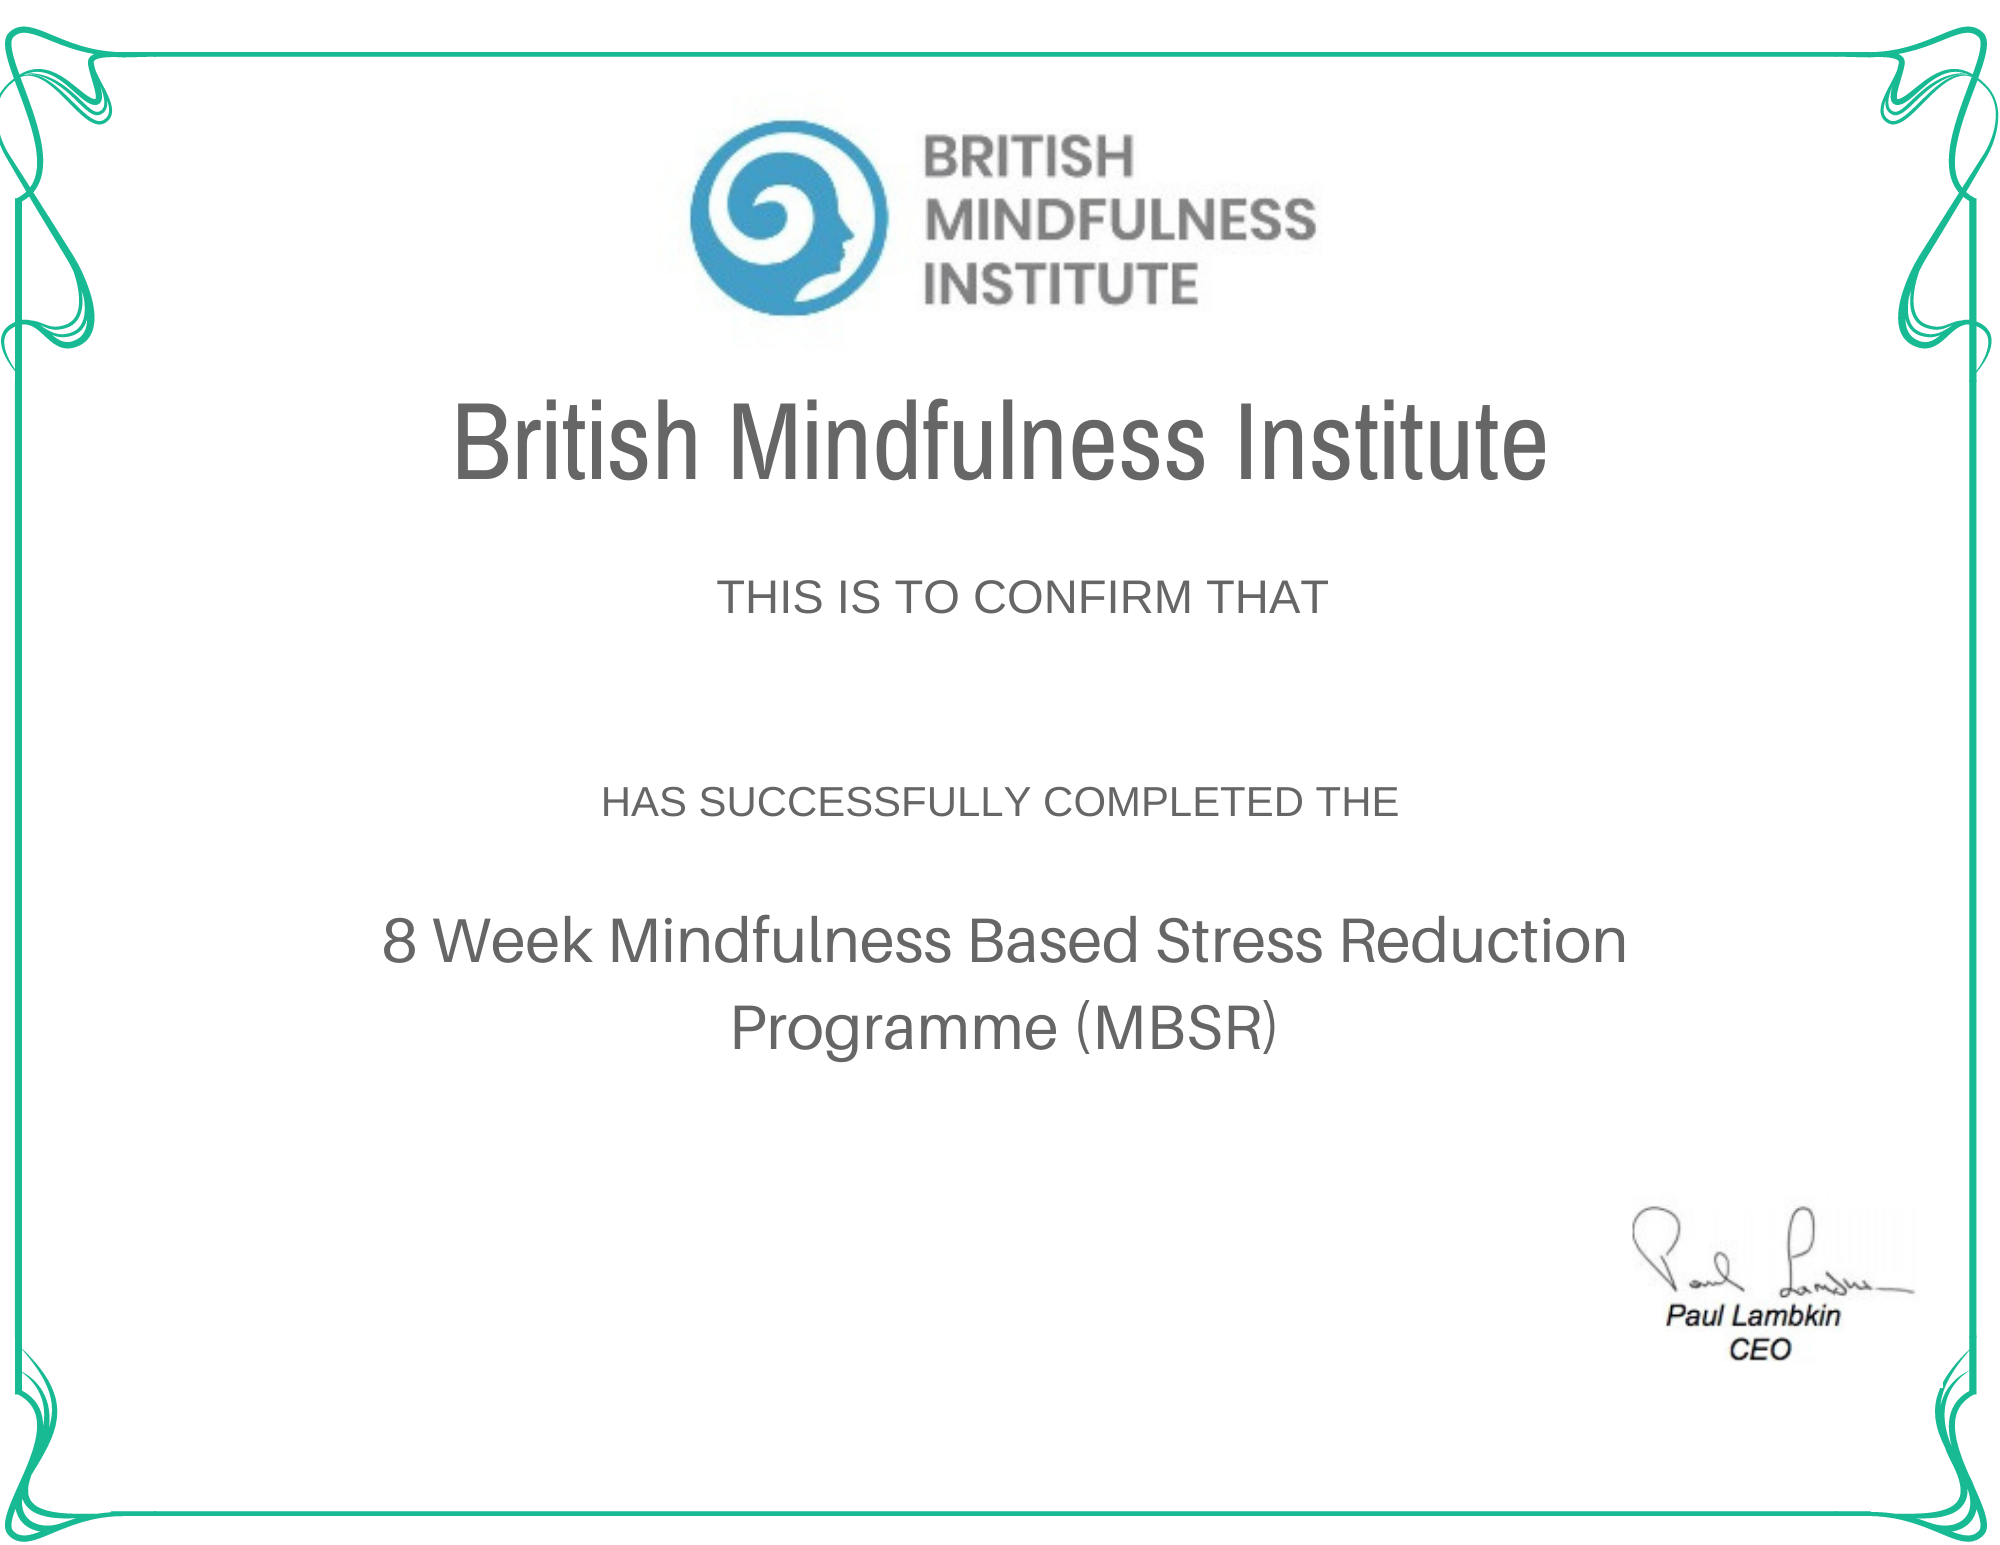 BRITISH
MINDFULNESS
INSTITUTE
British Mindfulness Institute
THIS IS TO CONFIRM THAT
HAS SUCCESSFULLY COMPLETED THE
8 Week Mindfulness Based Stress Reduction
Programme (MBSR)
Paul Lambkin
Paul Lambkin
CEO